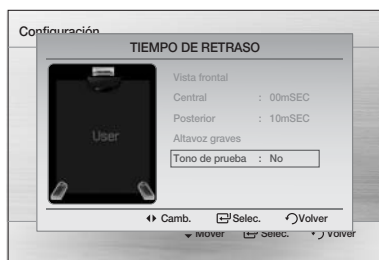 Configuración
TIEMPO DE RETRASO
Vista frontal
Central : 00mSEC
Posterior : 10mSEC
User
Altavoz graves
Tono de prueba : No
Camb. Selec. Volver
Mover Selec. Volver